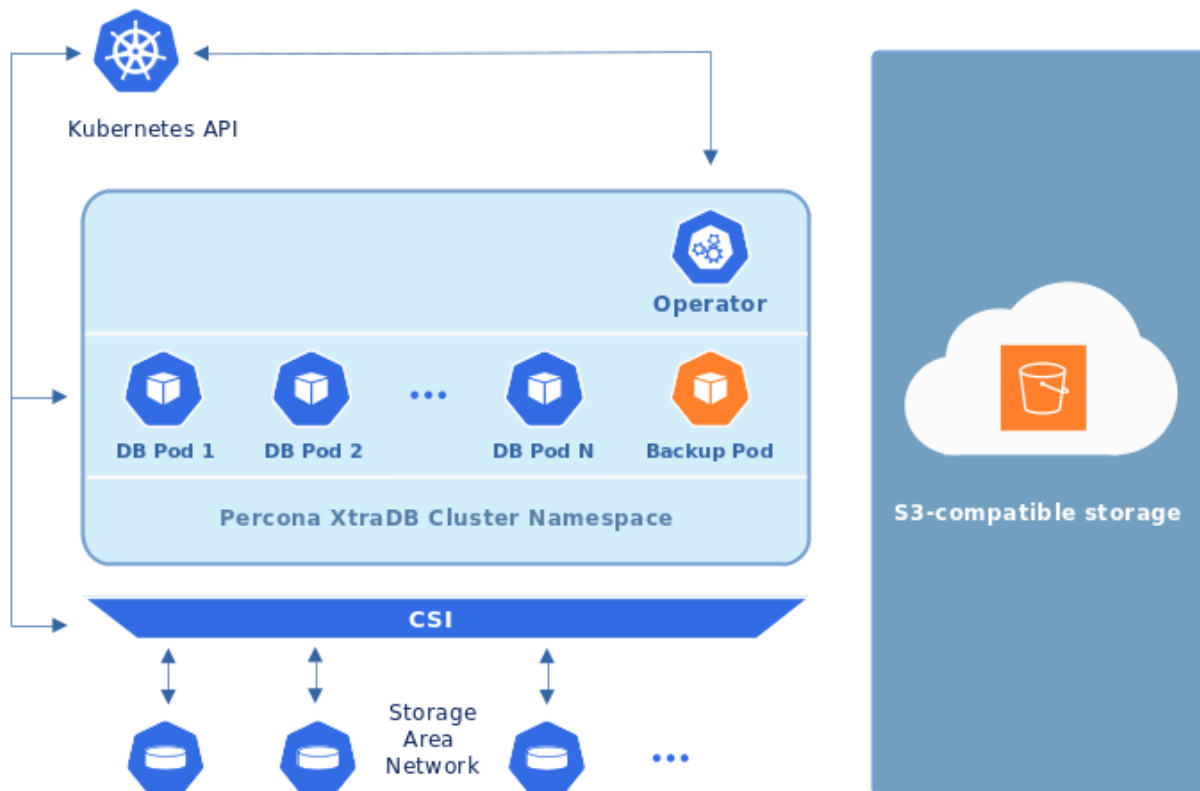 Kubernetes API
Operator
DB Pod 1
DB Pod 2
DB Pod N
Backup Pod
Percona XtraDB Cluster Namespace
S3-compatible storage
CSI
Storage
Area
Network